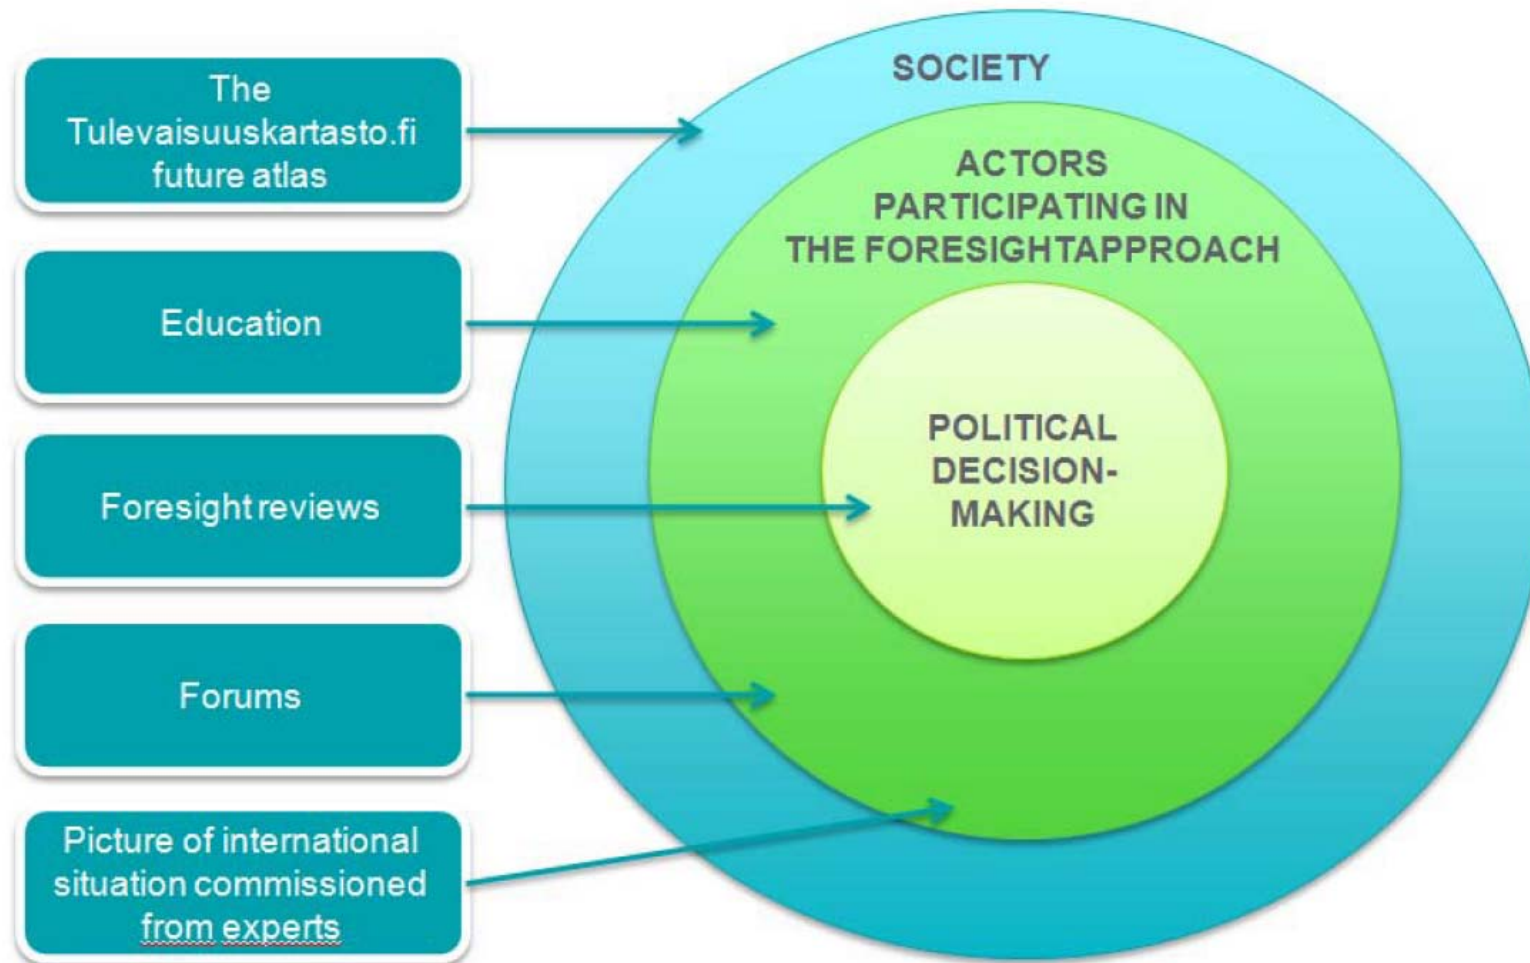 The
Tulevaisuuskartasto.fi
future atlas
Education
Foresight reviews
Forums
Picture of international
situation commissioned
from experts
SOCIETY
ACTORS
PARTICIPATING IN
THE FORESIGHTAPPROACH
POLITICAL
DECISION-
MAKING